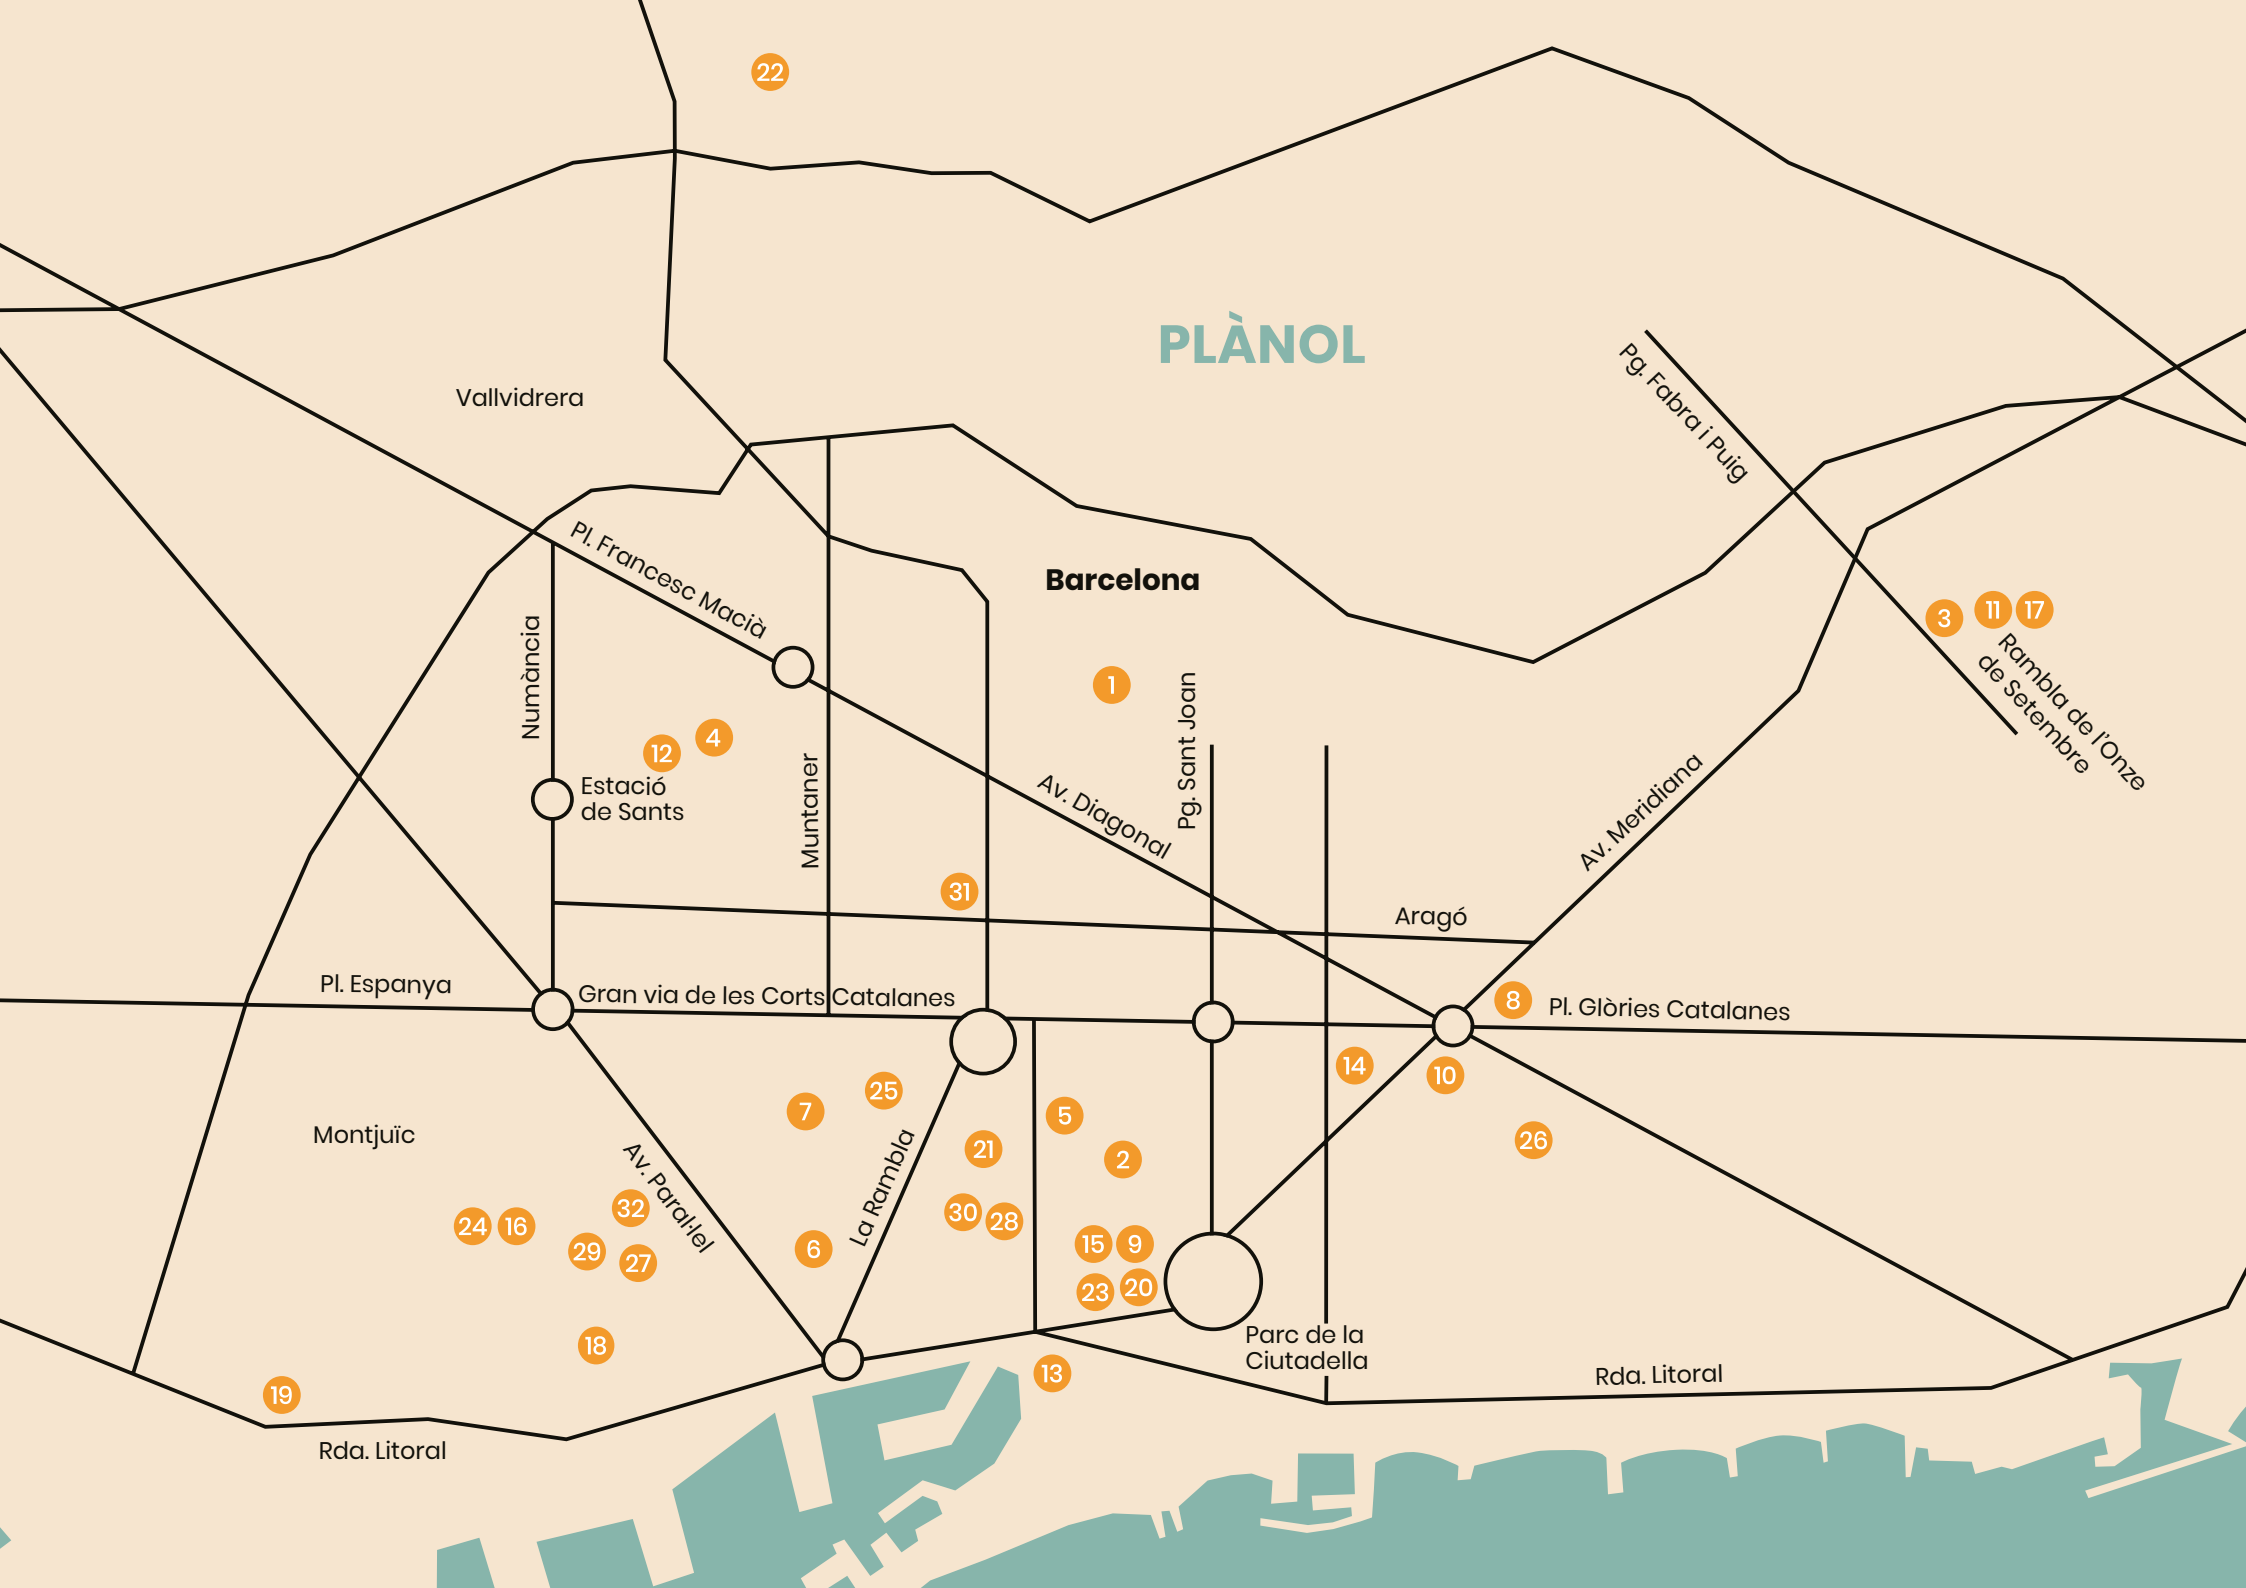 22
PLÀNOL
Pg. Fabra i Puig
Vallvidrera
Pl. Francesc Macià
Barcelona
3
11
17
Rambla de l'Onze
de Setembre
Numància
1
Pg. Sant Joan
12
4
Estació
de Sants
Muntaner
Av. Diagonal
Av. Meridiana
31
Aragó
Pl. Espanya
Gran via de les Corts Catalanes
8
Pl. Glòries Catalanes
14
10
7
25
5
Montjuïc
21
2
26
Av. Paral·lel
La Rambla
24
16
32
30
28
29
27
6
15
9
23
20
18
Parc de la
Ciutadella
13
19
Rda. Litoral
Rda. Litoral